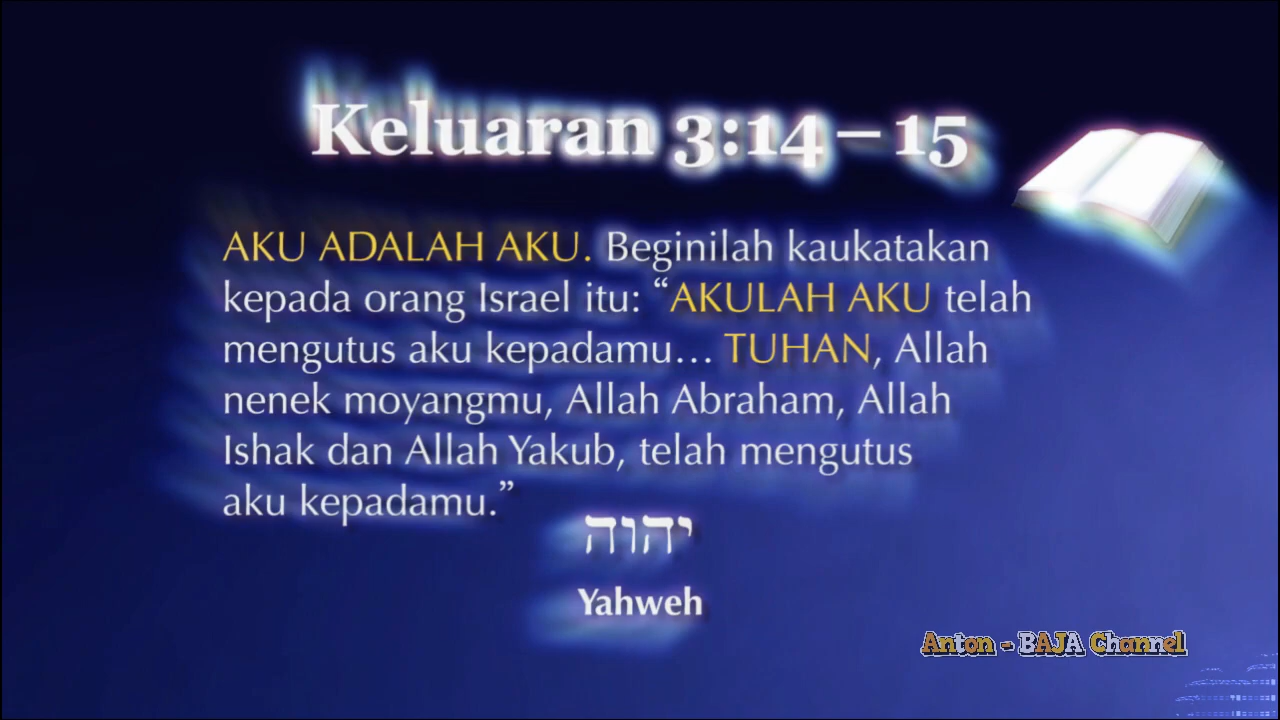 Keluaran 3:14–15
AKU ADALAH AKU. Beginilah kaukatakan
kepada orang Israel itu: “AKULAH AKU telah
mengutus aku kepadamu… TUHAN, Allah
nenek moyangmu, Allah Abraham, Allah
Ishak dan Allah Yakub, telah mengutus
aku kepadamu.”
יהוה
Yahweh
Anton - BAJA Channel